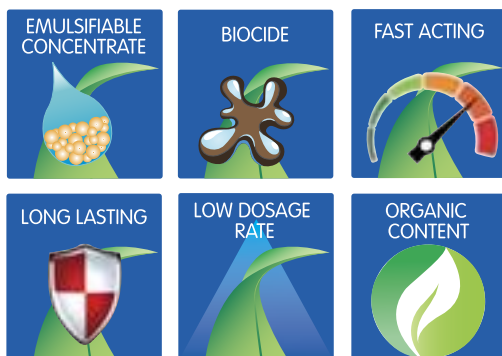 EMULSIFIABLE
CONCENTRATE
BIOCIDE
FAST ACTING
LONG LASTING
LOW DOSAGE
RATE
ORGANIC
CONTENT